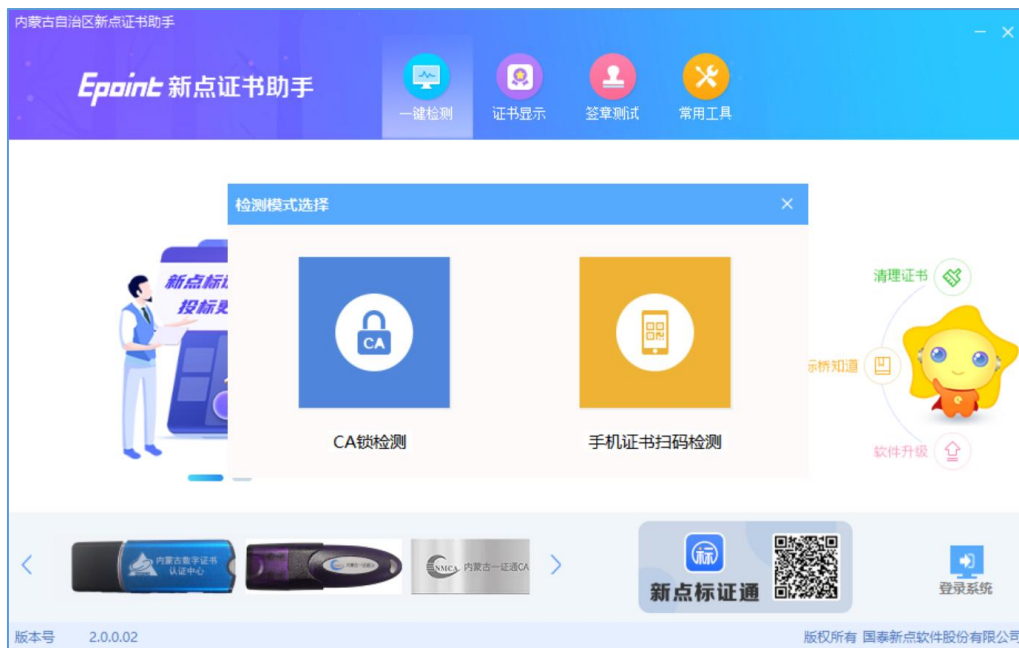 内蒙古自治区新点证书助手
Epoint 新点证书助手
一键检测
证书显示
签章测试
常用工具
检测模式选择
新点标
投标更
CA
CA锁检测
手机证书扫码检测
清理证书
标桥知道
软件升级
内蒙古数字证书
认证中心
NMCA 内蒙古一证通CA
标
新点标证通
登录系统
版本号 2.0.0.02
版权所有 国泰新点软件股份有限公司